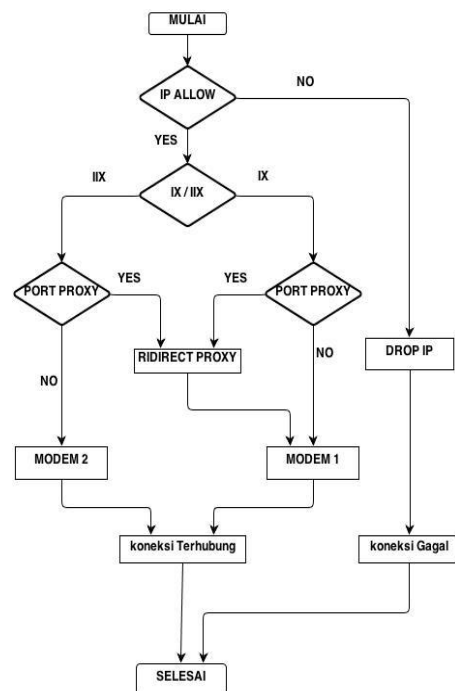 MULAI
IP ALLOW
NO
YES
IIX
IX / IIX
IX
PORT PROXY
YES
YES
PORT PROXY
RIDIRECT PROXY
NO
DROP IP
NO
MODEM 2
MODEM 1
koneksi Terhubung
koneksi Gagal
SELESAI